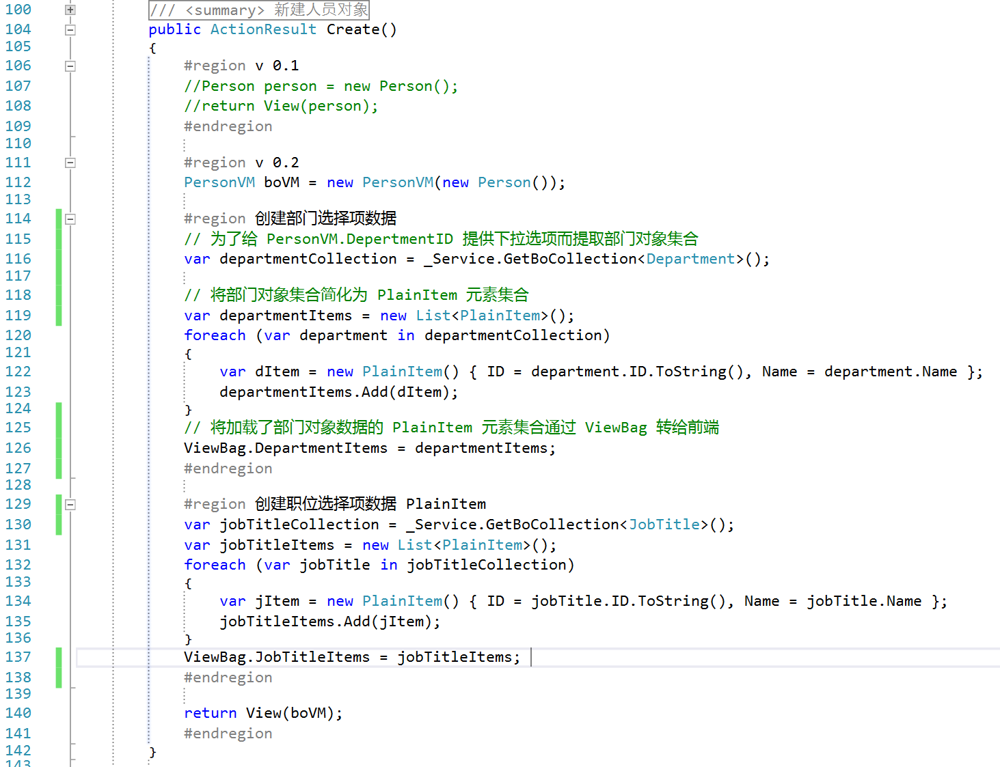 100 /// <summary> 新建人员对象
104 public ActionResult Create()
105 {
106 #region v 0.1
107 //Person person = new Person();
108 //return View(person);
109 #endregion
110
111 #region v 0.2
112 PersonVM boVM = new PersonVM(new Person());
113
114 #region 创建部门选择项数据
115 // 为了给 PersonVM.DepertmentID 提供下拉选项而提取部门对象集合
116 var departmentCollection = _Service.GetBoCollection<Department>();
117
118 // 将部门对象集合简化为 PlainItem 元素集合
119 var departmentItems = new List<PlainItem>();
120 foreach (var department in departmentCollection)
121 {
122 var dItem = new PlainItem() { ID = department.ID.ToString(), Name = department.Name };
123 departmentItems.Add(dItem);
124 }
125 // 将加载了部门对象数据的 PlainItem 元素集合通过 ViewBag 转给前端
126 ViewBag.DepartmentItems = departmentItems;
127 #endregion
128
129 #region 创建职位选择项数据 PlainItem
130 var jobTitleCollection = _Service.GetBoCollection<JobTitle>();
131 var jobTitleItems = new List<PlainItem>();
132 foreach (var jobTitle in jobTitleCollection)
133 {
134 var jItem = new PlainItem() { ID = jobTitle.ID.ToString(), Name = jobTitle.Name };
135 jobTitleItems.Add(jItem);
136 }
137 ViewBag.JobTitleItems = jobTitleItems;
138 #endregion
139
140 return View(boVM);
141 #endregion
142 }
143